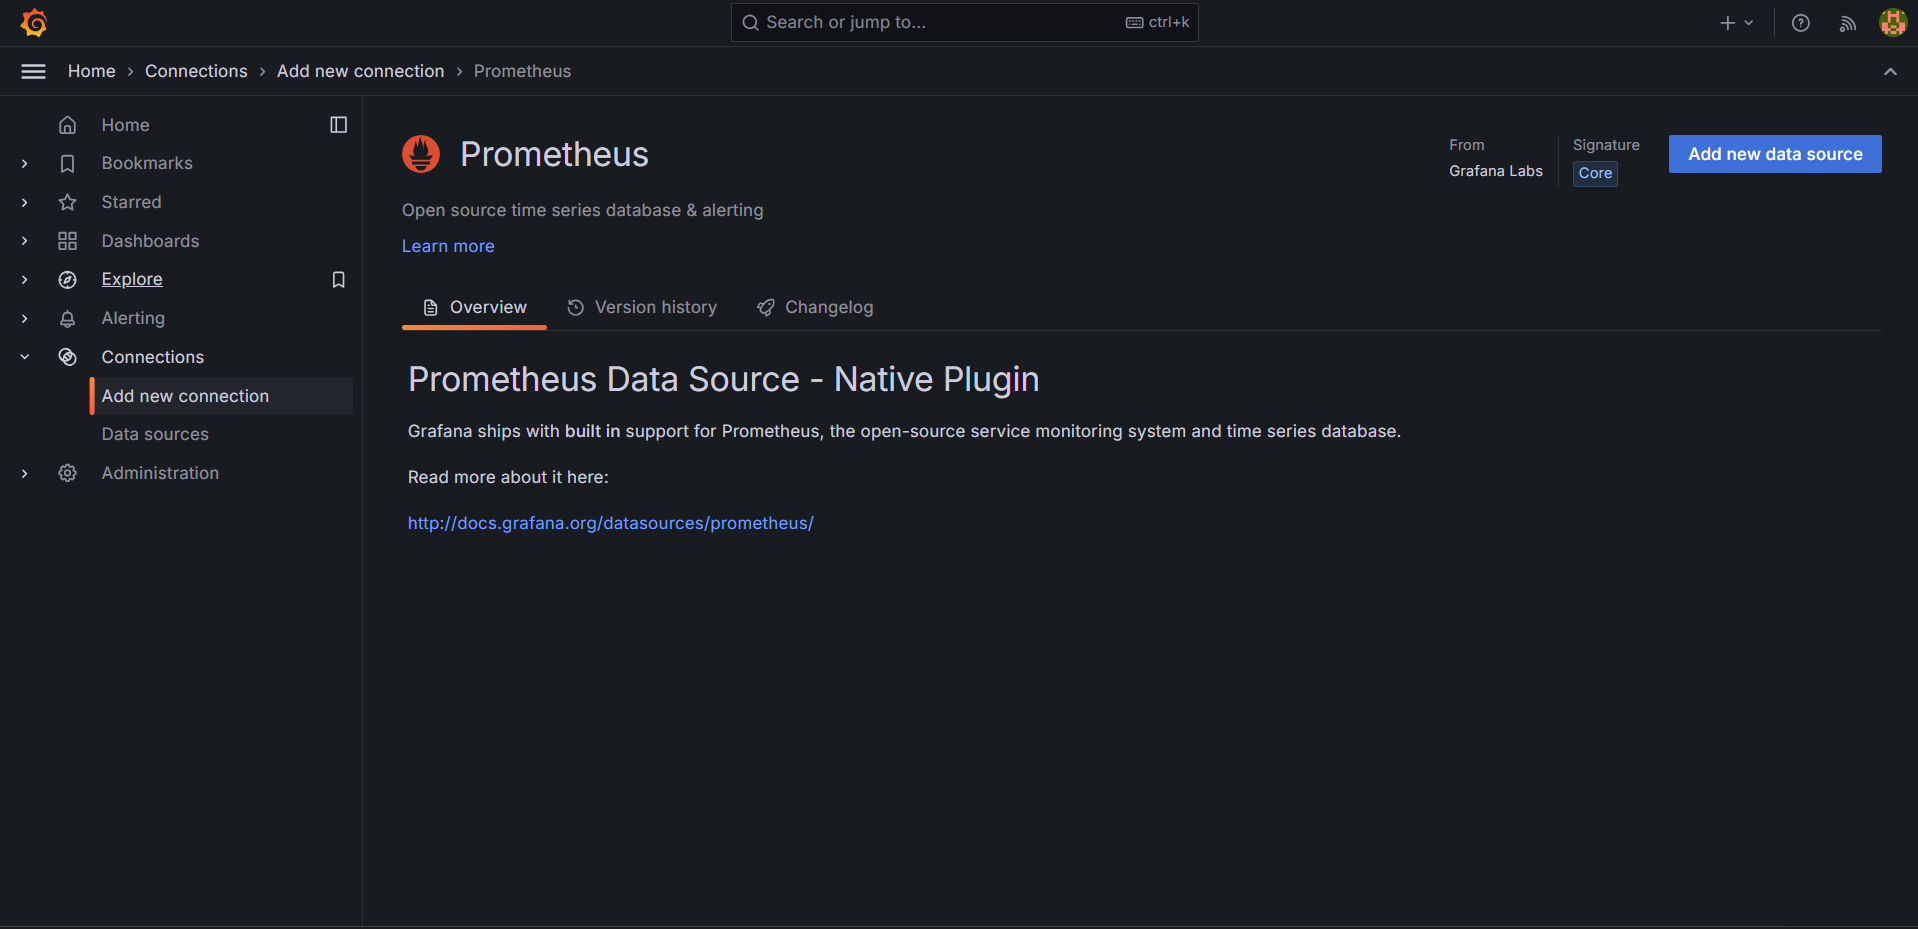 Search or jump to...
ctrl+k
Home › Connections › Add new connection › Prometheus
Home
Bookmarks
Starred
Dashboards
Explore
Alerting
Connections
Add new connection
Data sources
Administration
Prometheus
From
Grafana Labs
Signature
Core
Add new data source
Open source time series database & alerting
Learn more
Overview
Version history
Changelog
Prometheus Data Source - Native Plugin
Grafana ships with built in support for Prometheus, the open-source service monitoring system and time series database.
Read more about it here:
http://docs.grafana.org/datasources/prometheus/